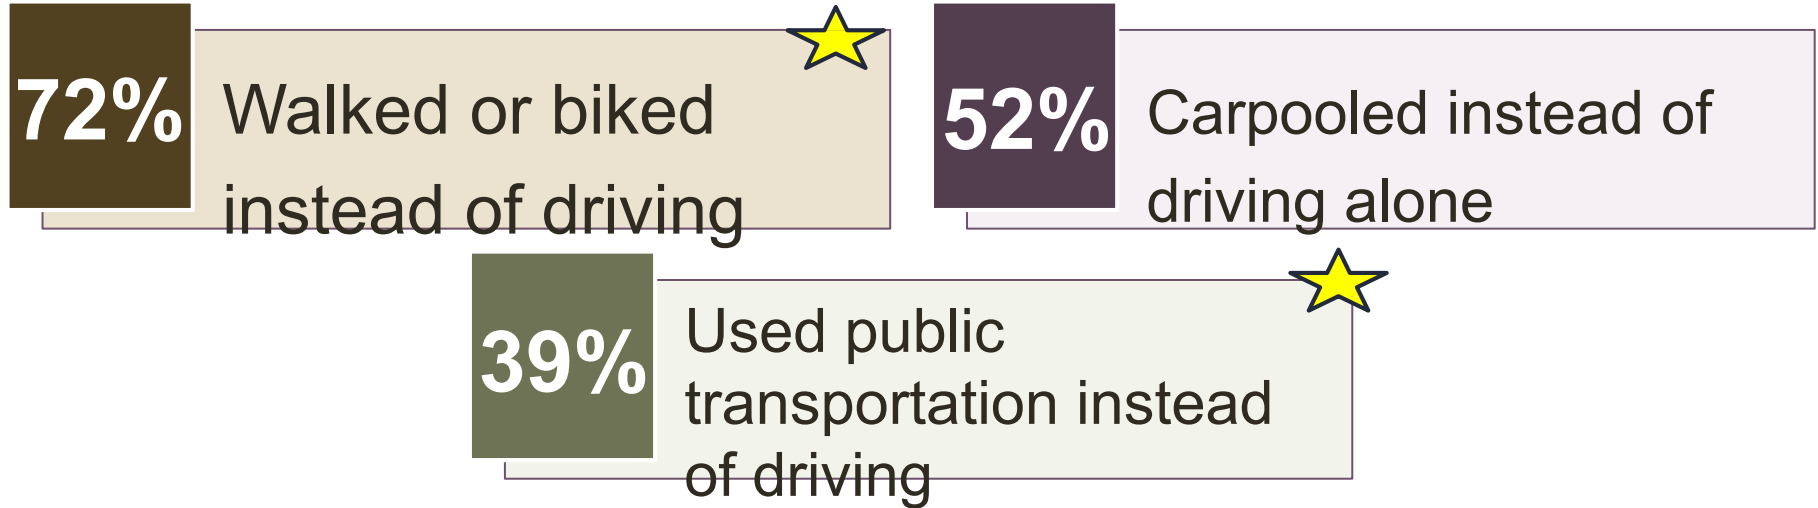 72%
Walked or biked
instead of driving
52%
Carpooled instead of
driving alone
39%
Used public
transportation instead
of driving